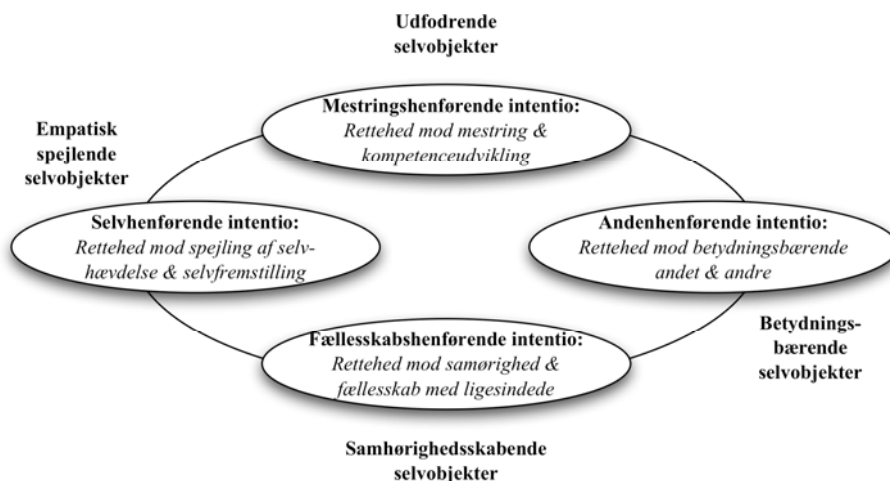 Udfodrende
selvobjekter
Mestringshenførende intentio:
Rettehed mod mestring &
kompetenceudvikling
Empatisk
spejlende
selvobjekter
Selvhenførende intentio:
Rettehed mod spejling af selv-
hævdelse & selvfremstilling
Andenhenførende intentio:
Rettehed mod betydningsbærende
andet & andre
Fællesskabshenførende intentio:
Rettehed mod samørighed &
fællesskab med ligesindede
Betydnings-
bærende
selvobjekter
Samhørighedsskabende
selvobjekter